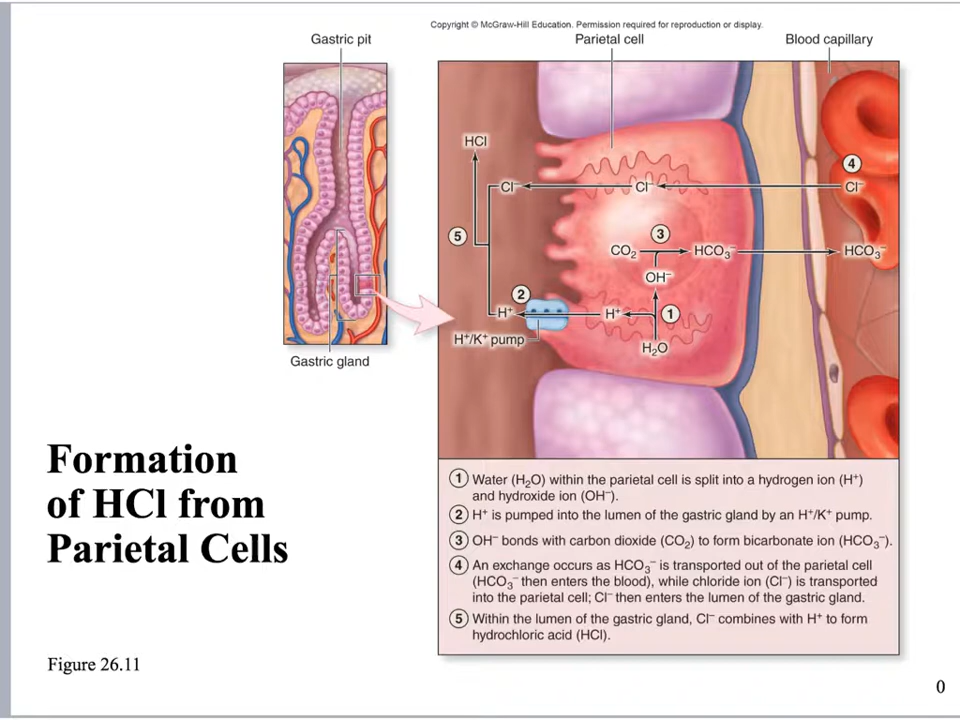 Copyright © McGraw-Hill Education. Permission required for reproduction or display.
Gastric pit
Parietal cell
Blood capillary
HCl
4
Cl⁻
Cl⁻
Cl⁻
5
3
CO₂
HCO₃⁻
HCO₃⁻
OH⁻
2
H⁺
H⁺
1
H⁺/K⁺ pump
H₂O
Gastric gland
Formation
of HCl from
Parietal Cells
1 Water (H₂O) within the parietal cell is split into a hydrogen ion (H⁺)
and hydroxide ion (OH⁻).
2 H⁺ is pumped into the lumen of the gastric gland by an H⁺/K⁺ pump.
3 OH⁻ bonds with carbon dioxide (CO₂) to form bicarbonate ion (HCO₃⁻).
4 An exchange occurs as HCO₃⁻ is transported out of the parietal cell
(HCO₃⁻ then enters the blood), while chloride ion (Cl⁻) is transported
into the parietal cell; Cl⁻ then enters the lumen of the gastric gland.
5 Within the lumen of the gastric gland, Cl⁻ combines with H⁺ to form
hydrochloric acid (HCl).
Figure 26.11
0